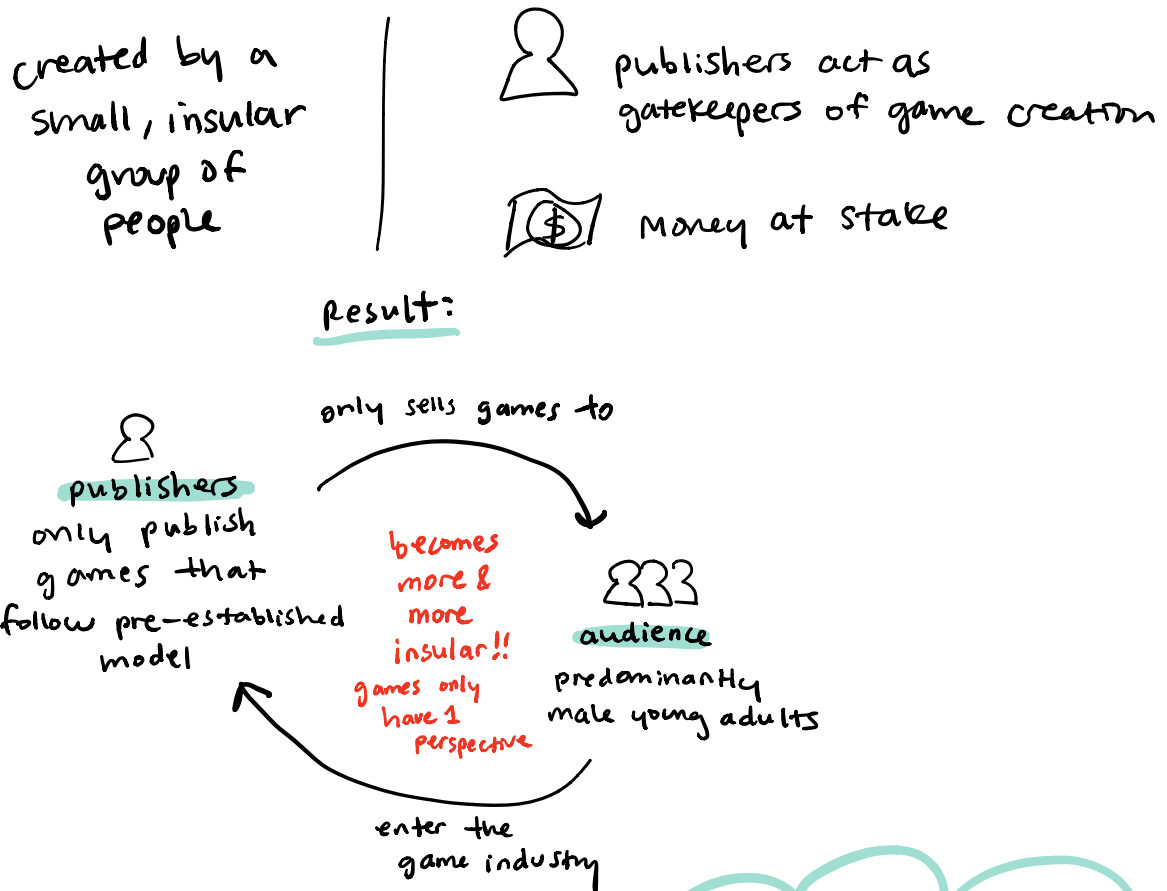 created by a
small, insular
group of
people
publishers act as
gatekeepers of game creation
$
Money at stake
Result:
only sells games to
publishers
only publish
games that
follow pre-established
model
becomes
more &
more
insular!!
games only
have 1
perspective
audience
predominantly
male young adults
enter the
game industry